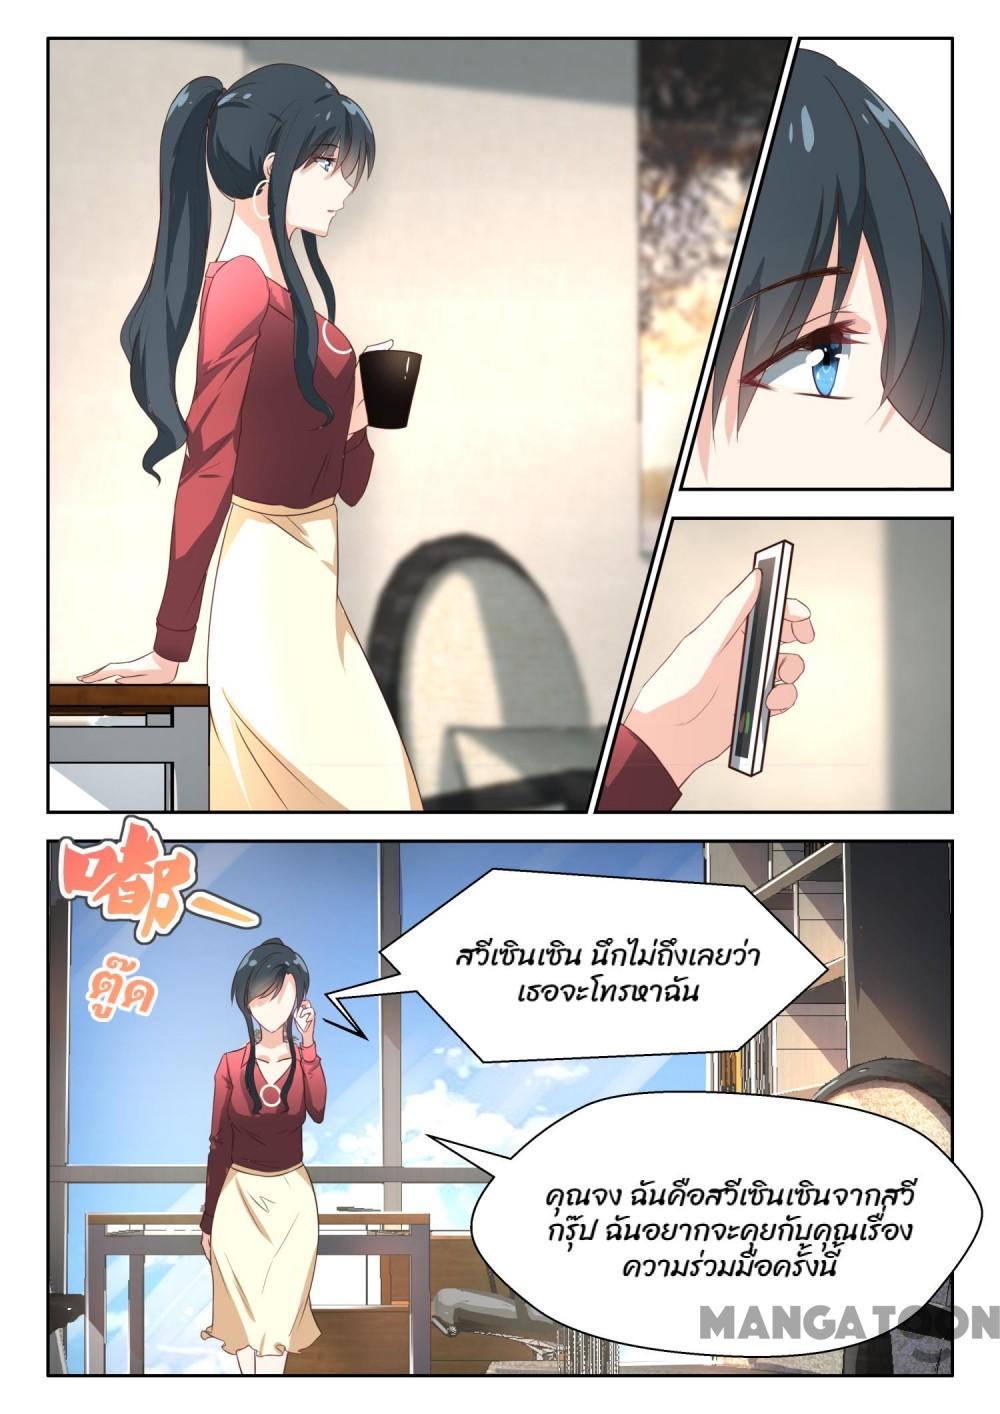 嘟一
ตู๊ด
สวีเซินเซิน นึกไม่ถึงเลยว่า
เธอจะโทรหาฉัน
คุณจง ฉันคือสวีเซินเซินจากสวี
กรุ๊ป ฉันอยากจะคุยกับคุณเรื่อง
ความร่วมมือครั้งนี้
MANGATOON